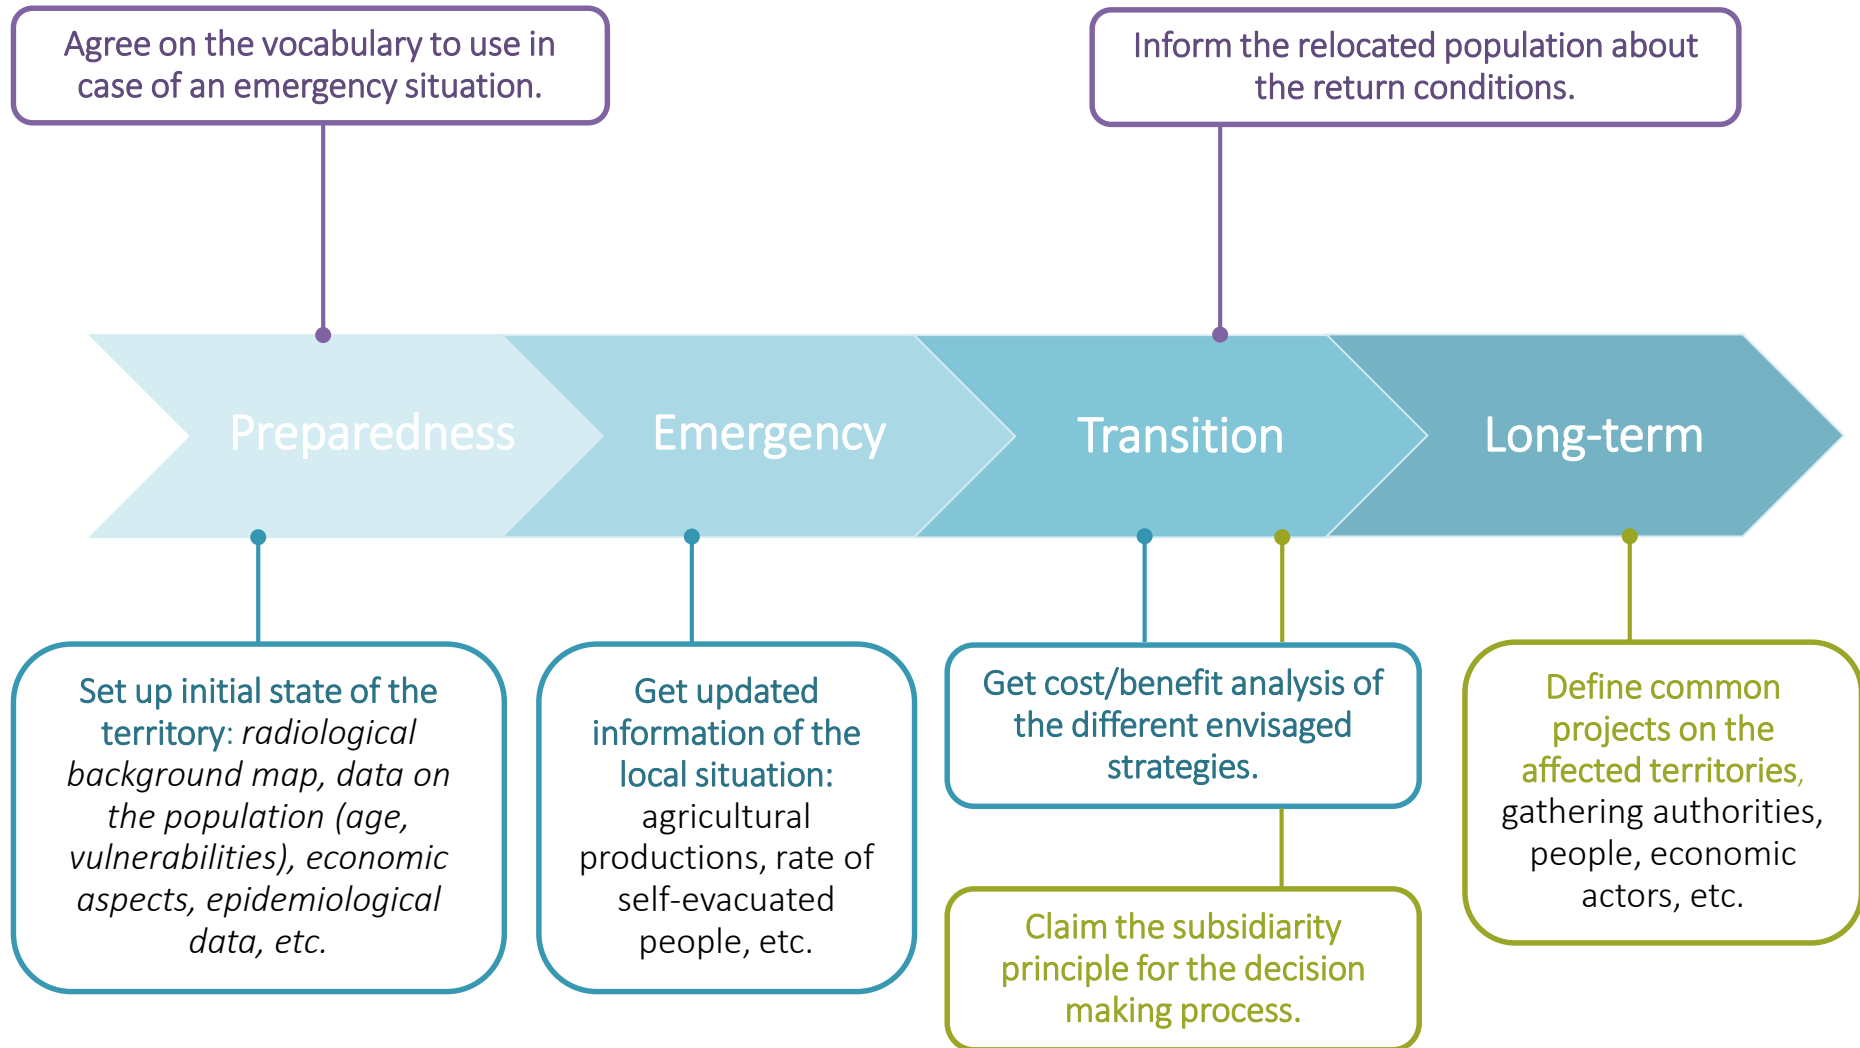 Agree on the vocabulary to use in
case of an emergency situation.
Inform the relocated population about
the return conditions.
Preparedness
Emergency
Transition
Long-term
Set up initial state of the
territory: radiological
background map, data on
the population (age,
vulnerabilities), economic
aspects, epidemiological
data, etc.
Get updated
information of the
local situation:
agricultural
productions, rate of
self-evacuated
people, etc.
Get cost/benefit analysis of
the different envisaged
strategies.
Claim the subsidiarity
principle for the decision
making process.
Define common
projects on the
affected territories,
gathering authorities,
people, economic
actors, etc.